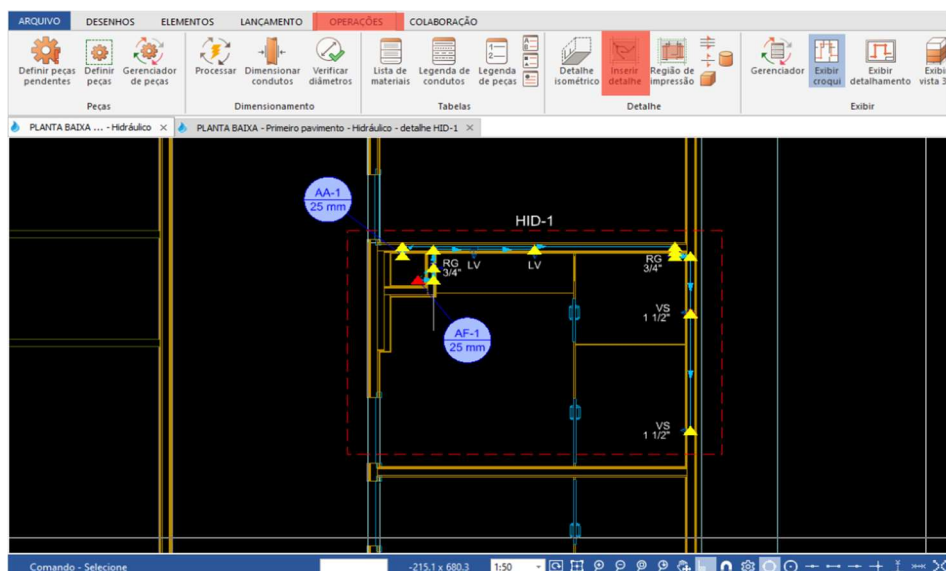 ARQUIVO DESENHOS ELEMENTOS LANÇAMENTO OPERAÇÕES COLABORAÇÃO
Definir peças pendentes
Definir peças
Gerenciador de peças
Peças
Processar
Dimensionar condutos
Verificar diâmetros
Dimensionamento
Lista de materiais
Legenda de condutos
Legenda de peças
Tabelas
Detalhe isométrico
Inserir detalhe
Região de impressão
Detalhe
Gerenciador
Exibir croqui
Exibir detalhamento
Exibi vista 3
Exibir
PLANTA BAIXA ... - Hidráulico ×
PLANTA BAIXA - Primeiro pavimento - Hidráulico - detalhe HID-1 ×
AA-1
25 mm
HID-1
RG
3/4"
LV
LV
RG
3/4"
VS
1 1/2"
AF-1
25 mm
VS
1 1/2"
Comando - Selecione -215.1 x 680.3 1:50